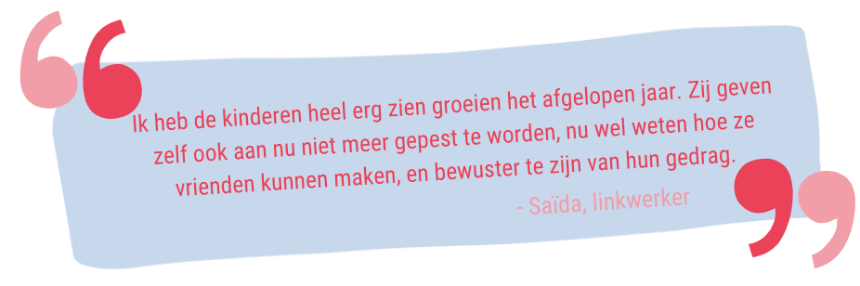 Ik heb de kinderen heel erg zien groeien het afgelopen jaar. Zij geven
zelf ook aan nu niet meer gepest te worden, nu wel weten hoe ze
vrienden kunnen maken, en bewuster te zijn van hun gedrag.
- Saïda, linkwerker